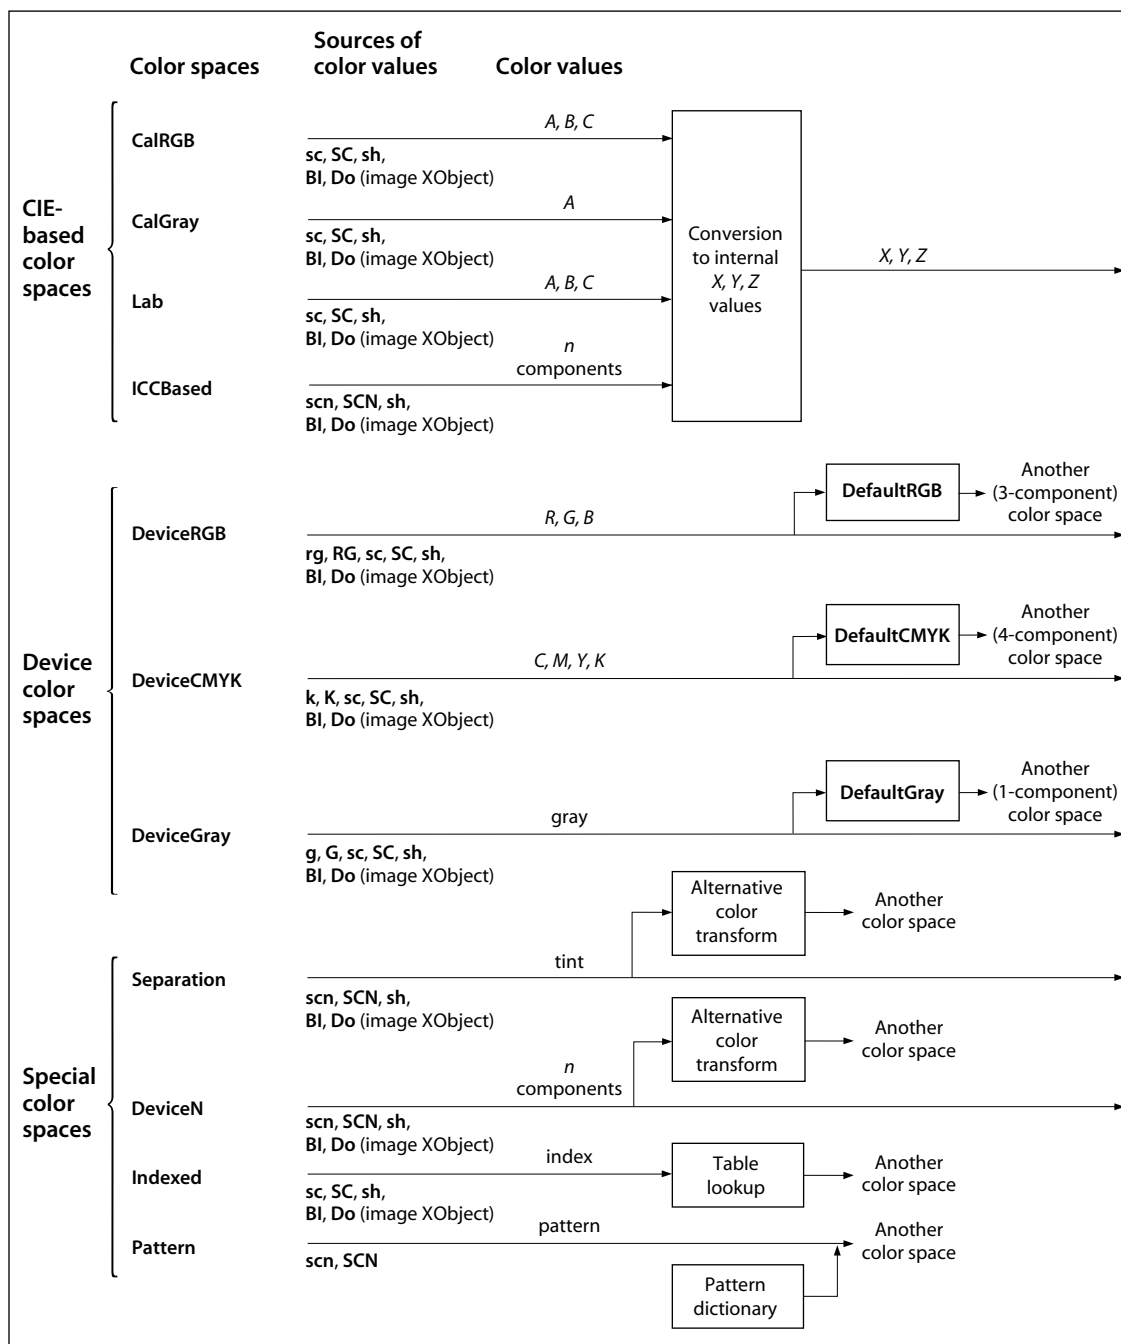 Color spaces
Sources of
color values
Color values
CIE-
based
color
spaces
CalRGB
A, B, C
sc, SC, sh,
BI, Do (image XObject)
CalGray
A
sc, SC, sh,
BI, Do (image XObject)
Lab
A, B, C
sc, SC, sh,
BI, Do (image XObject)
ICCBased
n
components
scn, SCN, sh,
BI, Do (image XObject)
Conversion
to internal
X, Y, Z
values
X, Y, Z
Device
color
spaces
DeviceRGB
R, G, B
rg, RG, sc, SC, sh,
BI, Do (image XObject)
DefaultRGB
Another
(3-component)
color space
DeviceCMYK
C, M, Y, K
k, K, sc, SC, sh,
BI, Do (image XObject)
DefaultCMYK
Another
(4-component)
color space
DeviceGray
gray
g, G, sc, SC, sh,
BI, Do (image XObject)
DefaultGray
Another
(1-component)
color space
Special
color
spaces
Separation
tint
scn, SCN, sh,
BI, Do (image XObject)
Alternative
color
transform
Another
color space
DeviceN
n
components
scn, SCN, sh,
BI, Do (image XObject)
Alternative
color
transform
Another
color space
Indexed
index
sc, SC, sh,
BI, Do (image XObject)
Table
lookup
Another
color space
Pattern
pattern
scn, SCN
Pattern
dictionary
Another
color space